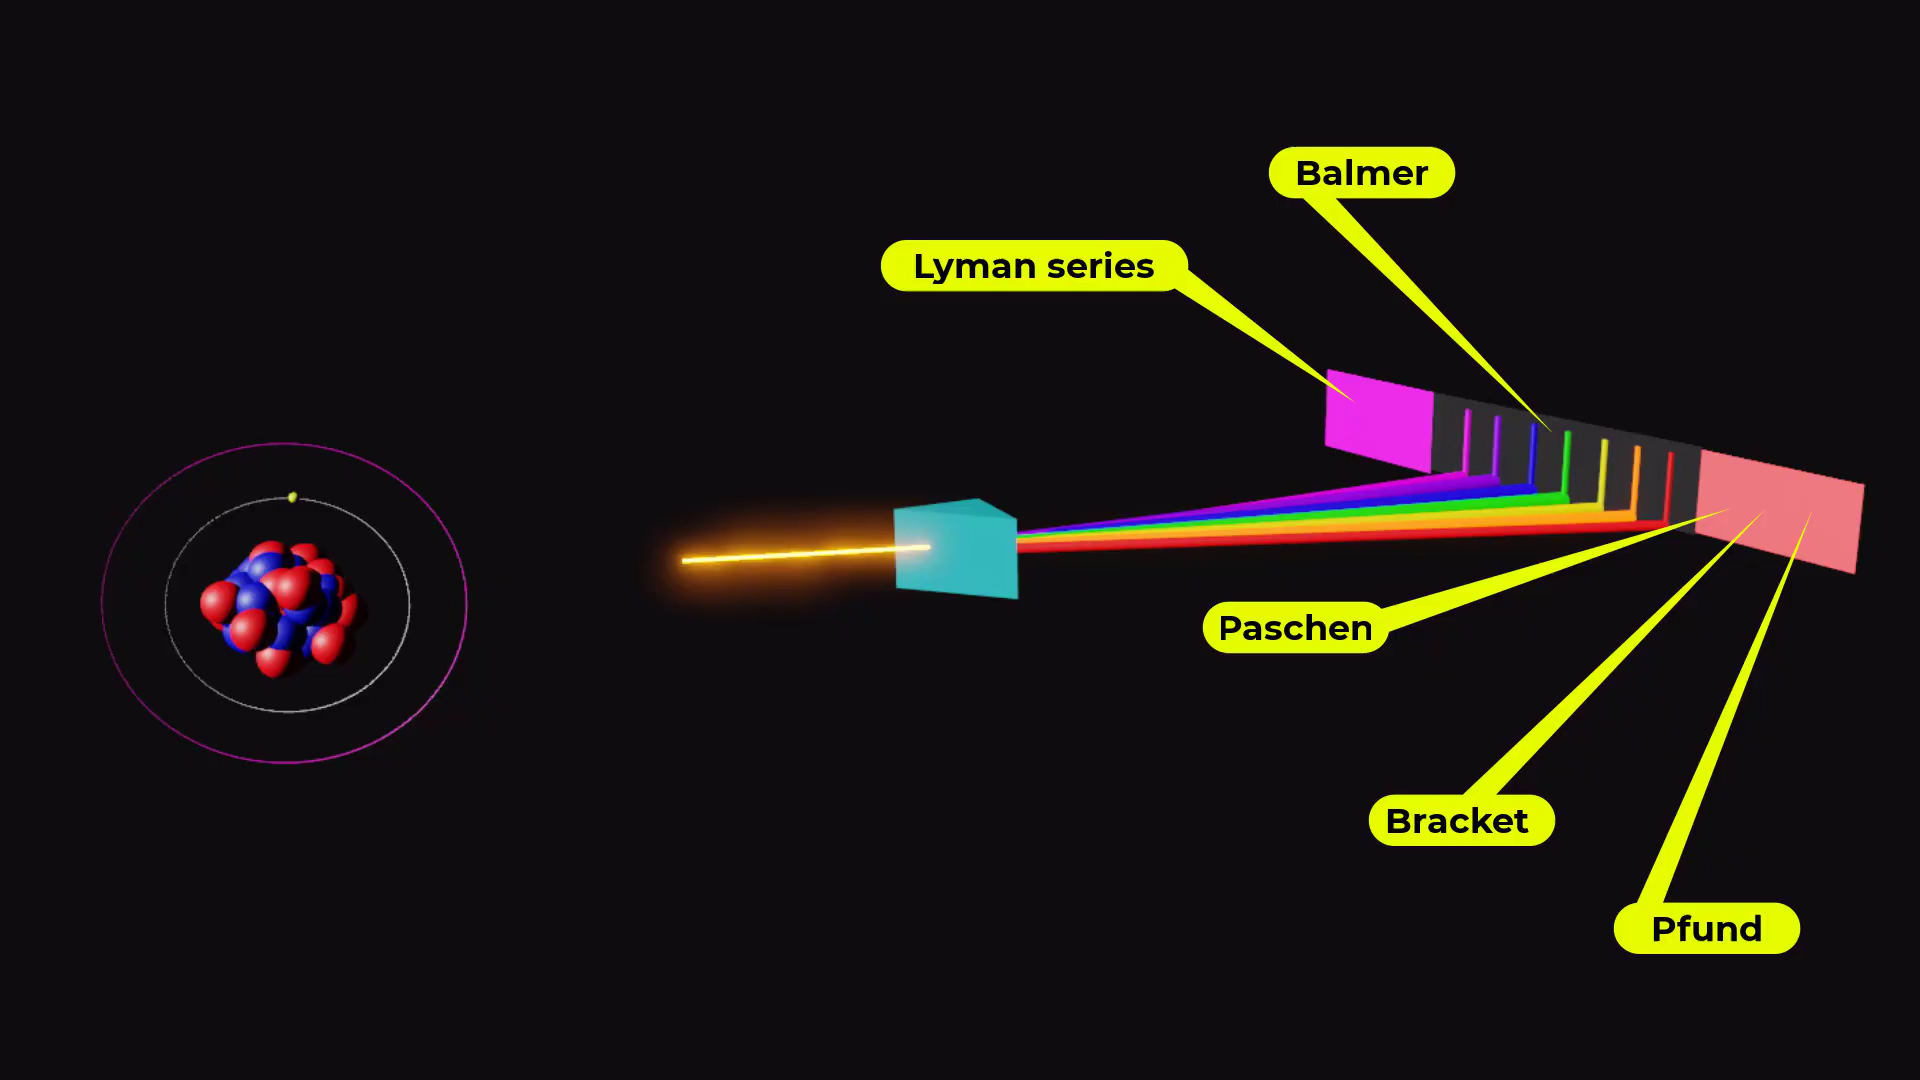 Balmer
Lyman series
Paschen
Bracket
Pfund